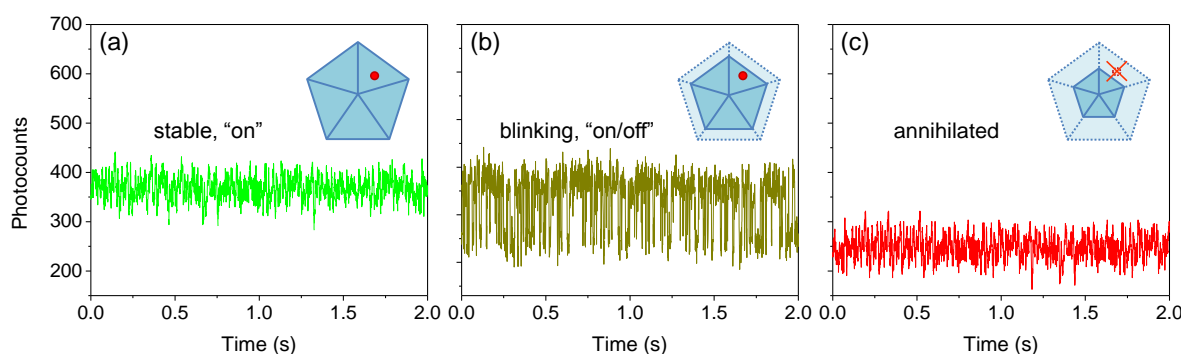 (a)
(b)
(c)
stable, “on”
blinking, “on/off”
annihilated
Photocounts
700
600
500
400
300
200
0.0 0.5 1.0 1.5 2.0
0.0 0.5 1.0 1.5 2.0
0.0 0.5 1.0 1.5 2.0
Time (s)
Time (s)
Time (s)